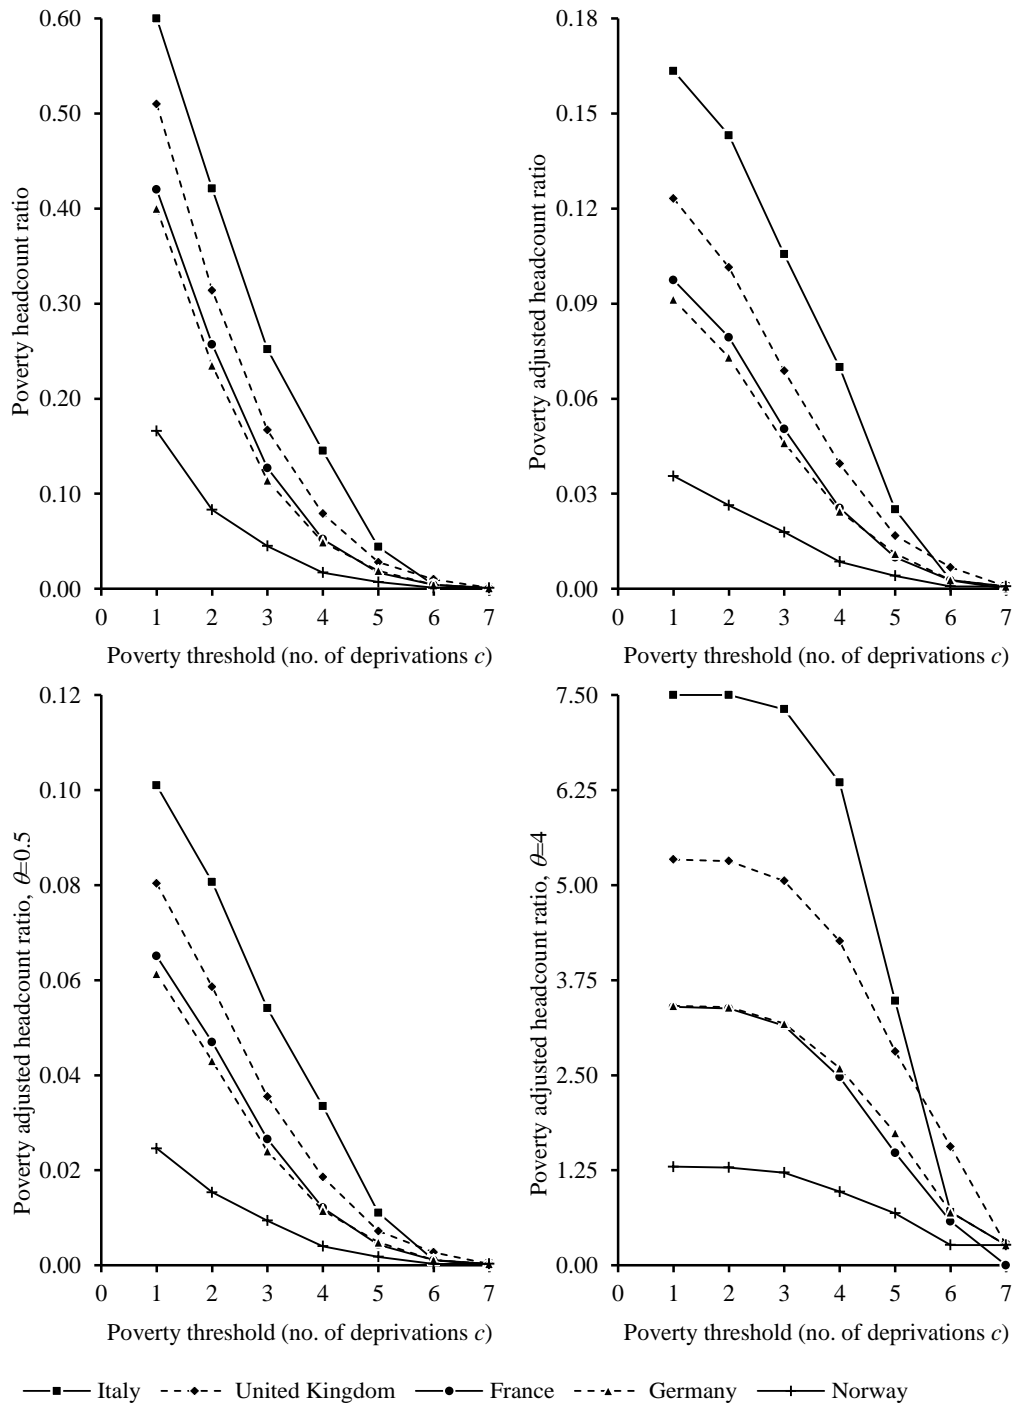 0.60
0.50
0.40
0.30
0.20
0.10
0.00
Poverty headcount ratio
0 1 2 3 4 5 6 7
Poverty threshold (no. of deprivations c)
0.18
0.15
0.12
0.09
0.06
0.03
0.00
Poverty adjusted headcount ratio
0 1 2 3 4 5 6 7
Poverty threshold (no. of deprivations c)
0.12
0.10
0.08
0.06
0.04
0.02
0.00
Poverty adjusted headcount ratio, θ=0.5
0 1 2 3 4 5 6 7
Poverty threshold (no. of deprivations c)
7.50
6.25
5.00
3.75
2.50
1.25
0.00
Poverty adjusted headcount ratio, θ=4
0 1 2 3 4 5 6 7
Poverty threshold (no. of deprivations c)
Italy United Kingdom France Germany Norway